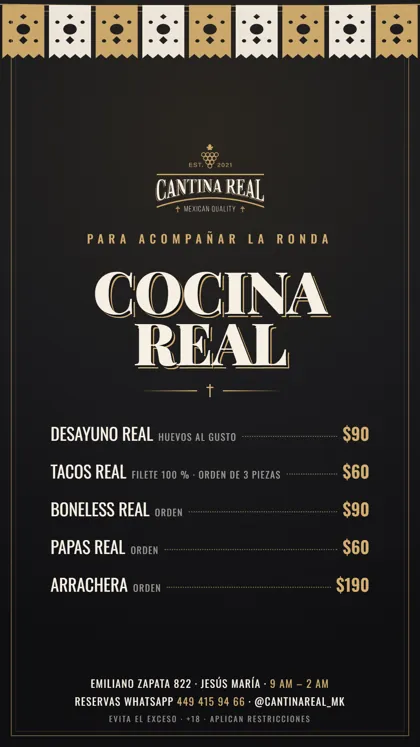 EST. 2021
CANTINA REAL
† MEXICAN QUALITY †
PARA ACOMPAÑAR LA RONDA
COCINA
REAL
DESAYUNO REAL HUEVOS AL GUSTO $90
TACOS REAL FILETE 100 % · ORDEN DE 3 PIEZAS $60
BONELESS REAL ORDEN $90
PAPAS REAL ORDEN $60
ARRACHERA ORDEN $190
EMILIANO ZAPATA 822 · JESÚS MARÍA · 9 AM – 2 AM
RESERVAS WHATSAPP 449 415 94 66 · @CANTINAREAL_MK
EVITA EL EXCESO · +18 · APLICAN RESTRICCIONES